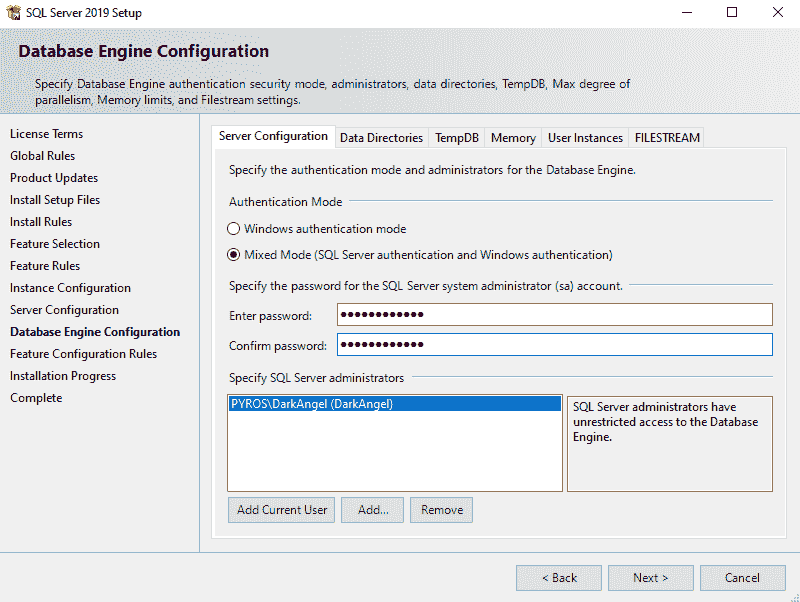 SQL Server 2019 Setup
Database Engine Configuration
Specify Database Engine authentication security mode, administrators, data directories, TempDB, Max degree of
parallelism, Memory limits, and Filestream settings.
License Terms
Global Rules
Product Updates
Install Setup Files
Install Rules
Feature Selection
Feature Rules
Instance Configuration
Server Configuration
Database Engine Configuration
Feature Configuration Rules
Installation Progress
Complete
Server Configuration Data Directories TempDB Memory User Instances FILESTREAM
Specify the authentication mode and administrators for the Database Engine.
Authentication Mode
Windows authentication mode
Mixed Mode (SQL Server authentication and Windows authentication)
Specify the password for the SQL Server system administrator (sa) account.
Enter password: ●●●●●●●●●●●●
Confirm password: ●●●●●●●●●●●●
Specify SQL Server administrators
PYROS\DarkAngel (DarkAngel)
SQL Server administrators have
unrestricted access to the Database
Engine.
Add Current User Add... Remove
< Back Next > Cancel